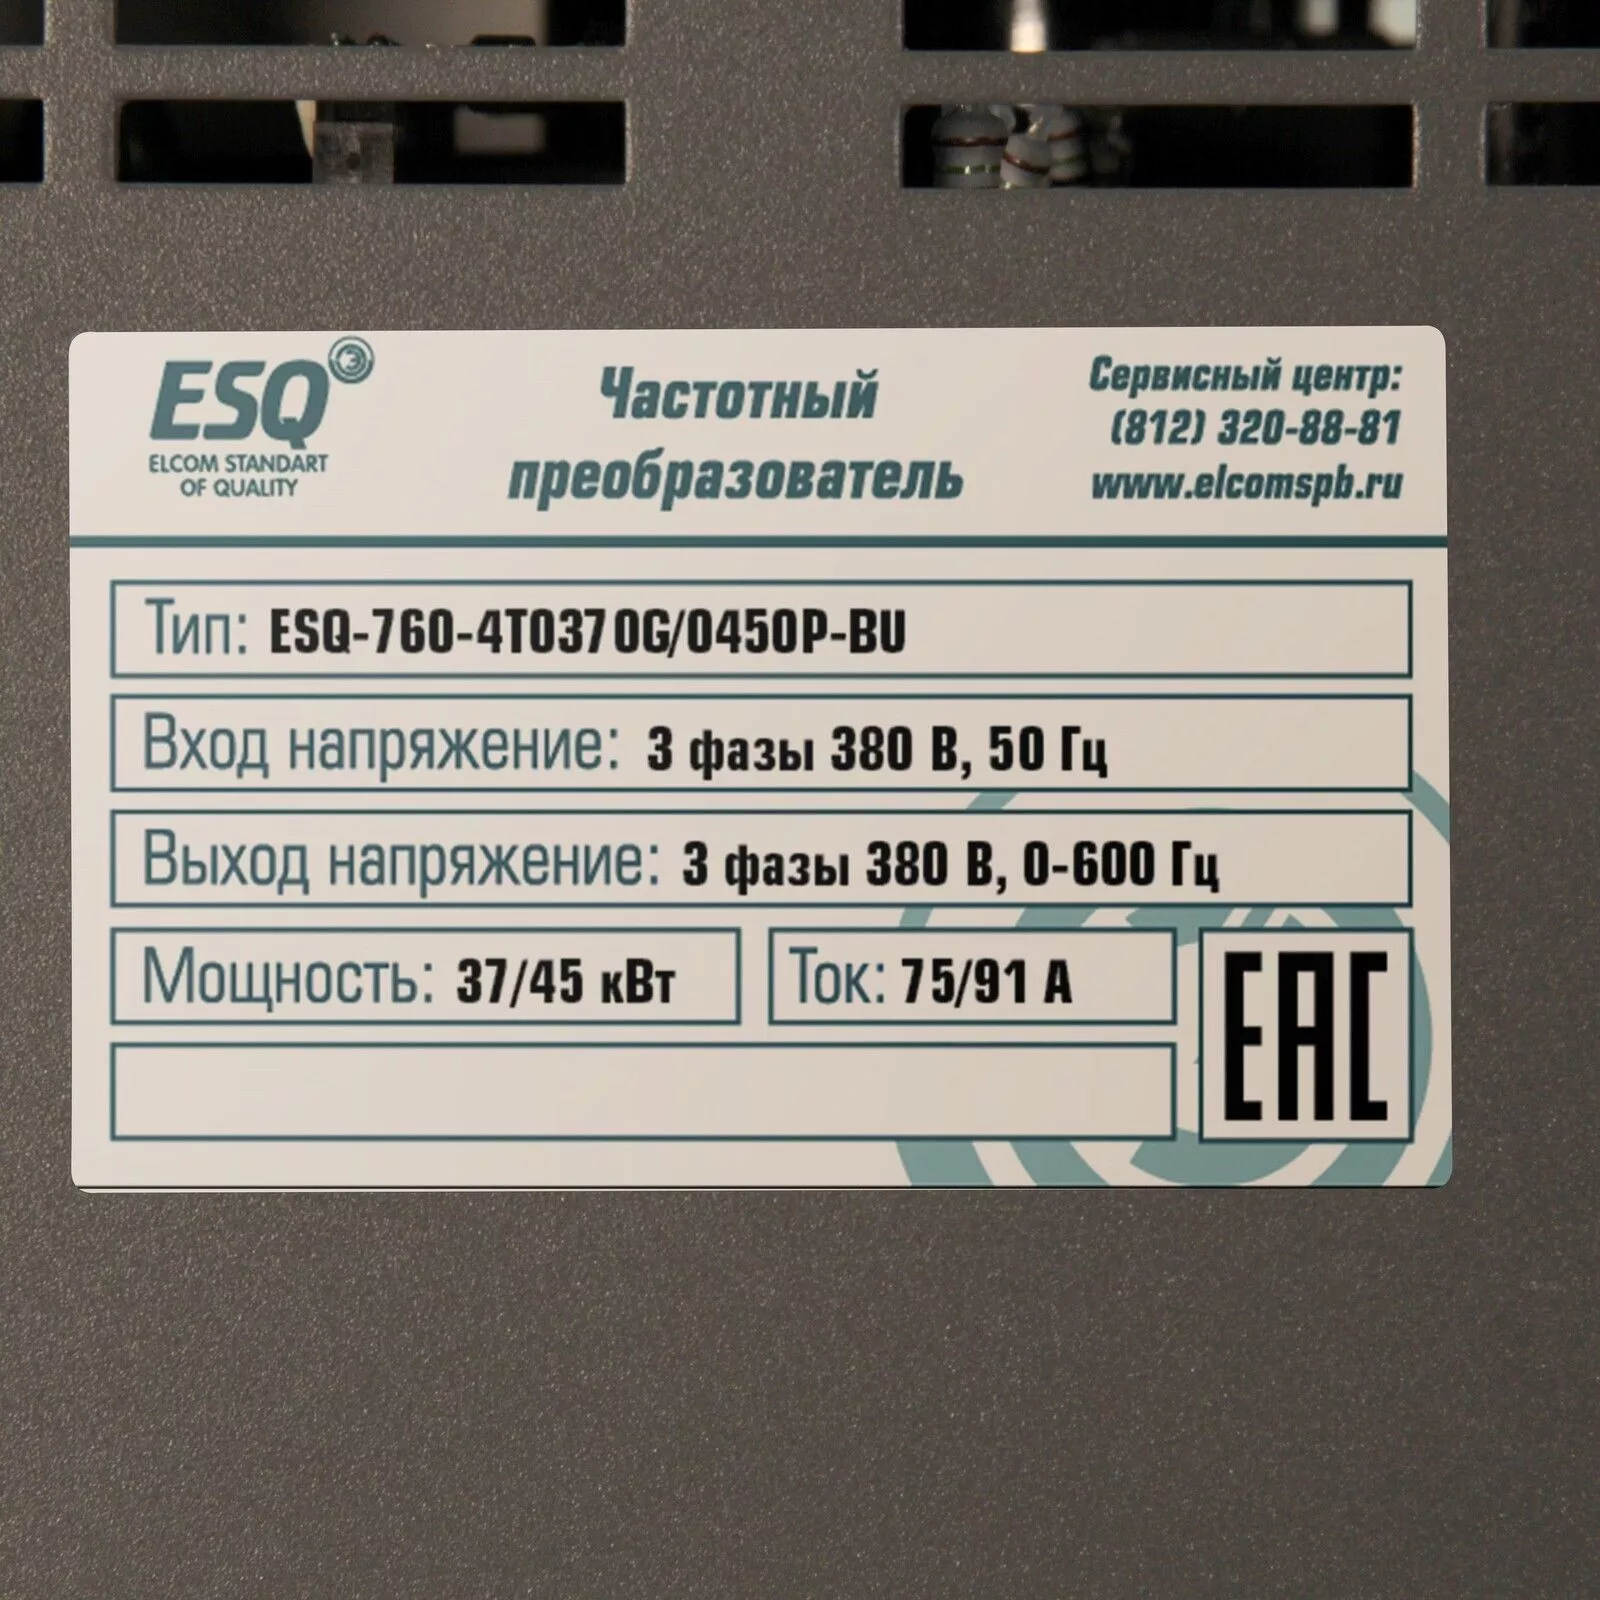 ESQ
ELCOM STANDART
OF QUALITY
Частотный
преобразователь
Сервисный центр:
(812) 320-88-81
www.elcomspb.ru
Тип: ESQ-760-4T0370G/0450P-BU
Вход напряжение: 3 фазы 380 В, 50 Гц
Выход напряжение: 3 фазы 380 В, 0-600 Гц
Мощность: 37/45 кВт
Ток: 75/91 А
EAC